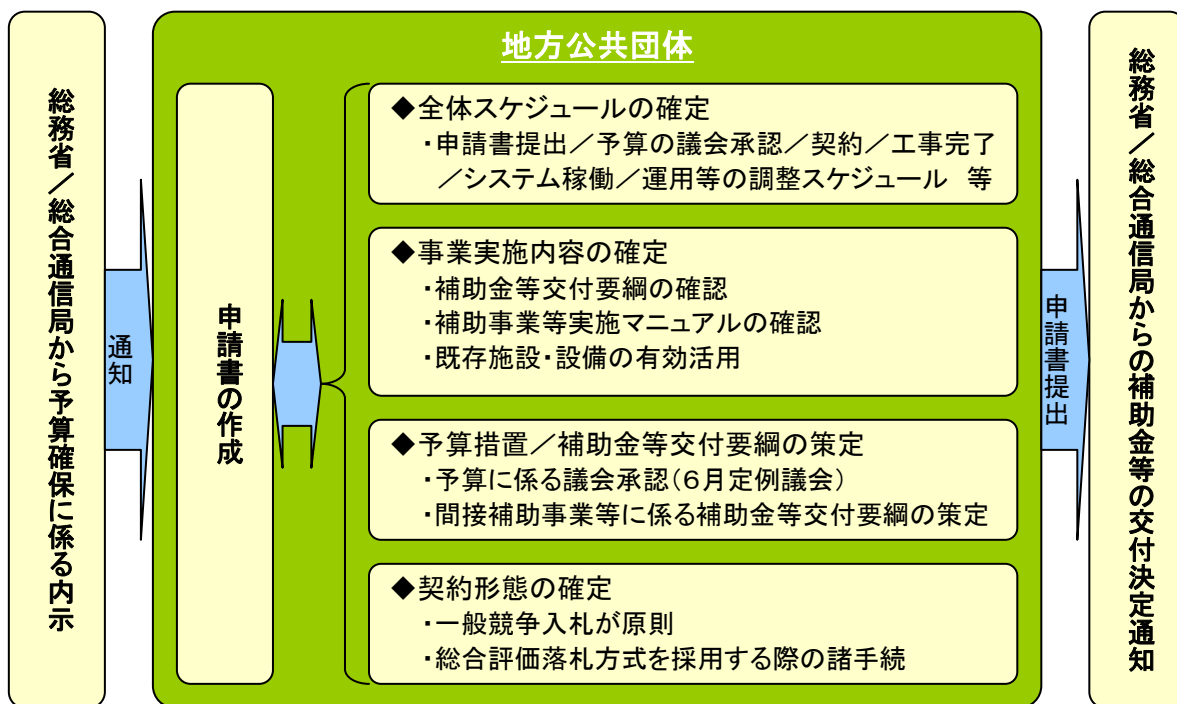 総務省／総合通信局から予算確保に係る内示
通知
地方公共団体
申請書の作成
◆全体スケジュールの確定
・申請書提出／予算の議会承認／契約／工事完了
／システム稼働／運用等の調整スケジュール　等
◆事業実施内容の確定
・補助金等交付要綱の確認
・補助事業等実施マニュアルの確認
・既存施設・設備の有効活用
◆予算措置／補助金等交付要綱の策定
・予算に係る議会承認(６月定例議会)
・間接補助事業等に係る補助金等交付要綱の策定
◆契約形態の確定
・一般競争入札が原則
・総合評価落札方式を採用する際の諸手続
申請書提出
総務省／総合通信局からの補助金等の交付決定通知